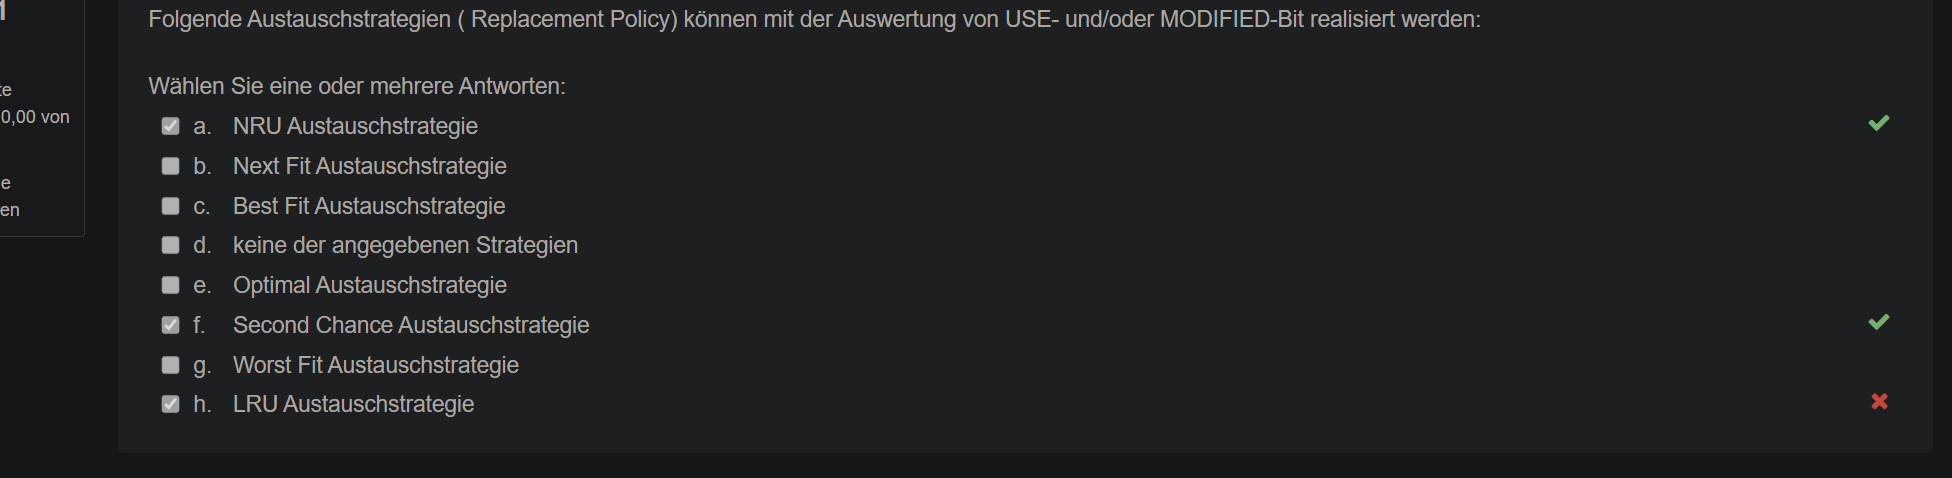 Folgende Austauschstrategien ( Replacement Policy) können mit der Auswertung von USE- und/oder MODIFIED-Bit realisiert werden:
Wählen Sie eine oder mehrere Antworten:
te
0,00 von
e
en
a. NRU Austauschstrategie
b. Next Fit Austauschstrategie
c. Best Fit Austauschstrategie
d. keine der angegebenen Strategien
e. Optimal Austauschstrategie
f. Second Chance Austauschstrategie
g. Worst Fit Austauschstrategie
h. LRU Austauschstrategie